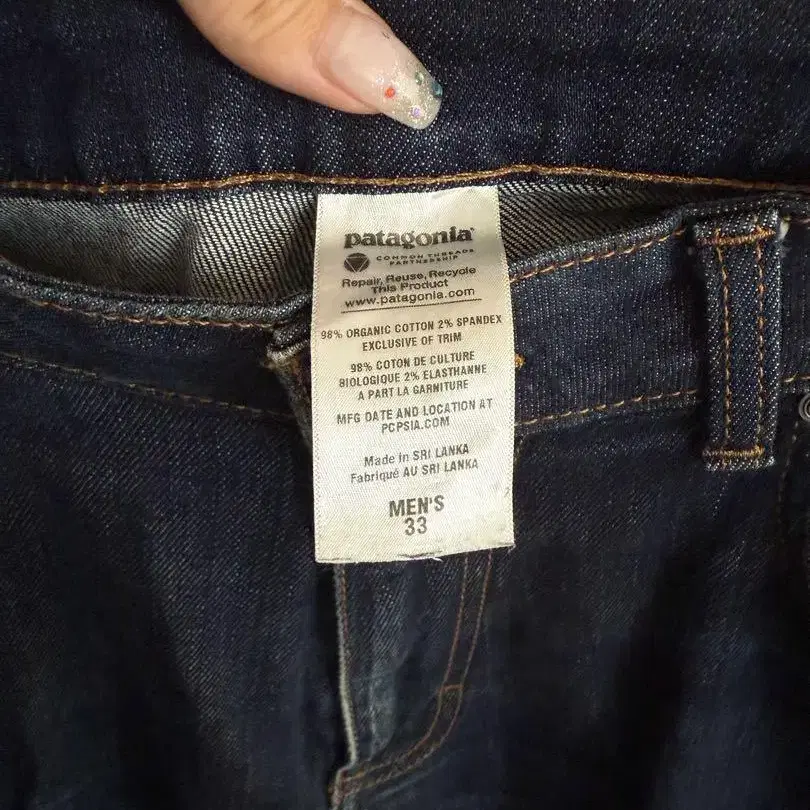 patagonia®
COMMON THREADS
PARTNERSHIP
Repair, Reuse, Recycle
This Product
www.patagonia.com
98% ORGANIC COTTON 2% SPANDEX
EXCLUSIVE OF TRIM
98% COTON DE CULTURE
BIOLOGIQUE 2% ELASTHANNE
A PART LA GARNITURE
MFG DATE AND LOCATION AT
PCPSIA.COM
Made in SRI LANKA
Fabriqué AU SRI LANKA
MEN'S
33